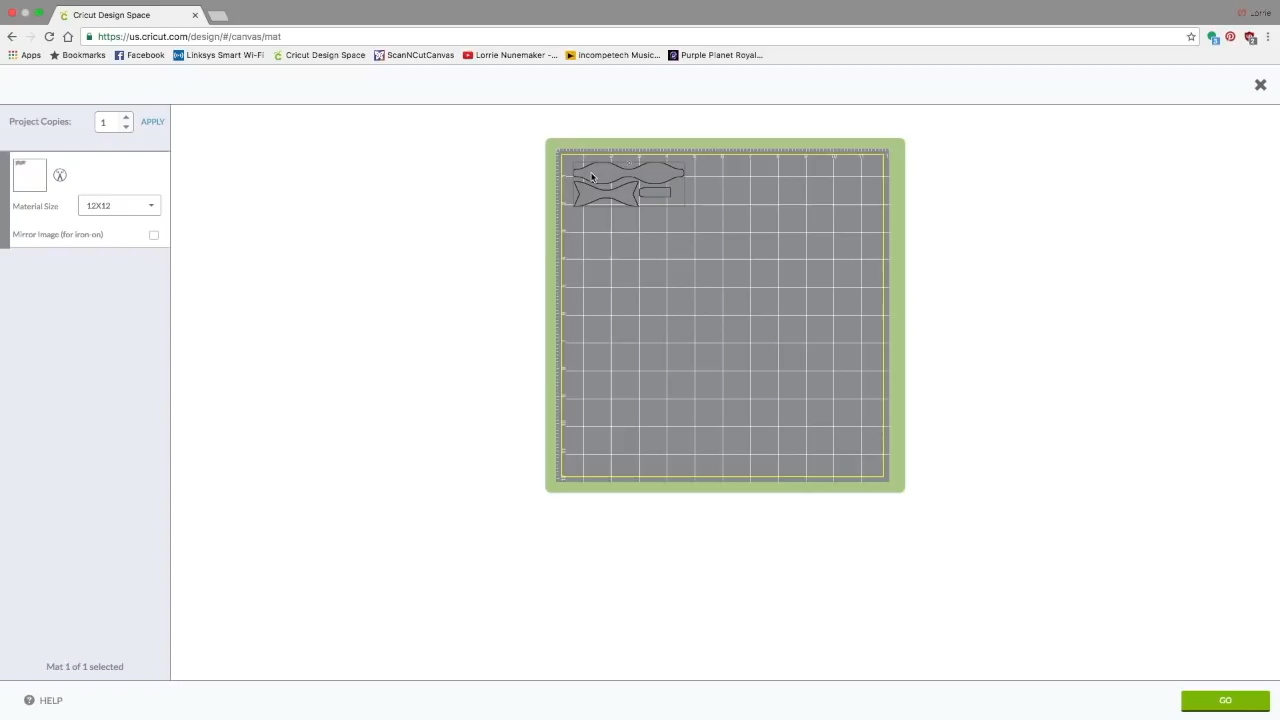 Cricut Design Space
Lorrie
https://us.cricut.com/design/#/canvas/mat
Apps
Bookmarks
Facebook
Linksys Smart Wi-Fi
Cricut Design Space
ScanNCutCanvas
Lorrie Nunemaker -...
incompetech Music...
Purple Planet Royal...
Project Copies:
1
APPLY
Material Size
12X12
Mirror Image (for iron-on)
Mat 1 of 1 selected
HELP
GO